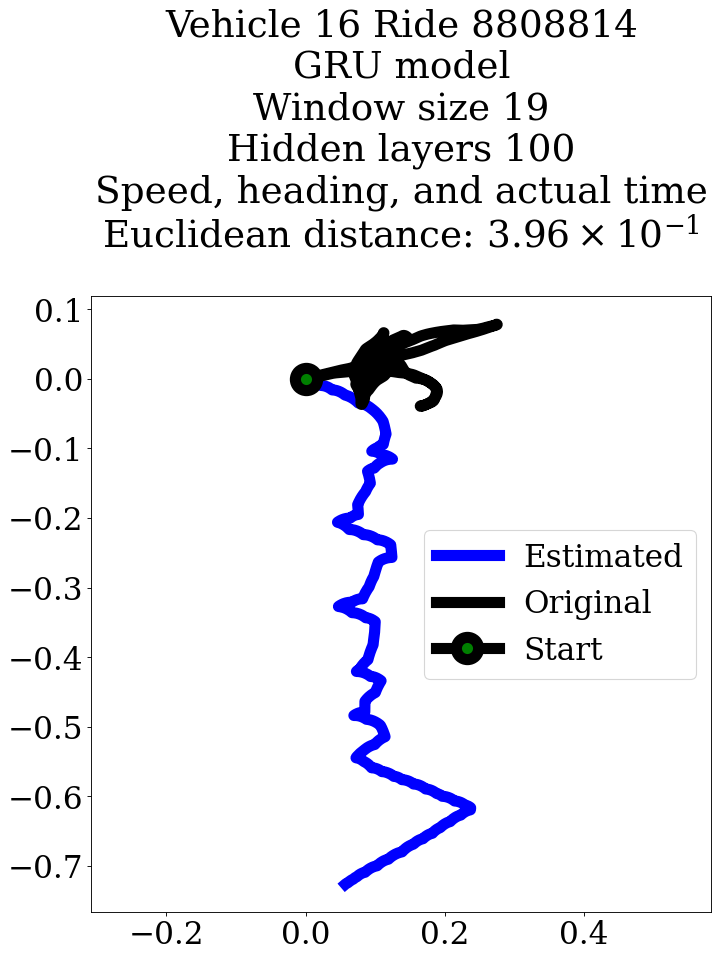 Vehicle 16 Ride 8808814
GRU model
Window size 19
Hidden layers 100
Speed, heading, and actual time
Euclidean distance: 3.96 × 10⁻¹
0.1
0.0
−0.1
−0.2
−0.3
−0.4
−0.5
−0.6
−0.7
Estimated
Original
Start
−0.2 0.0 0.2 0.4